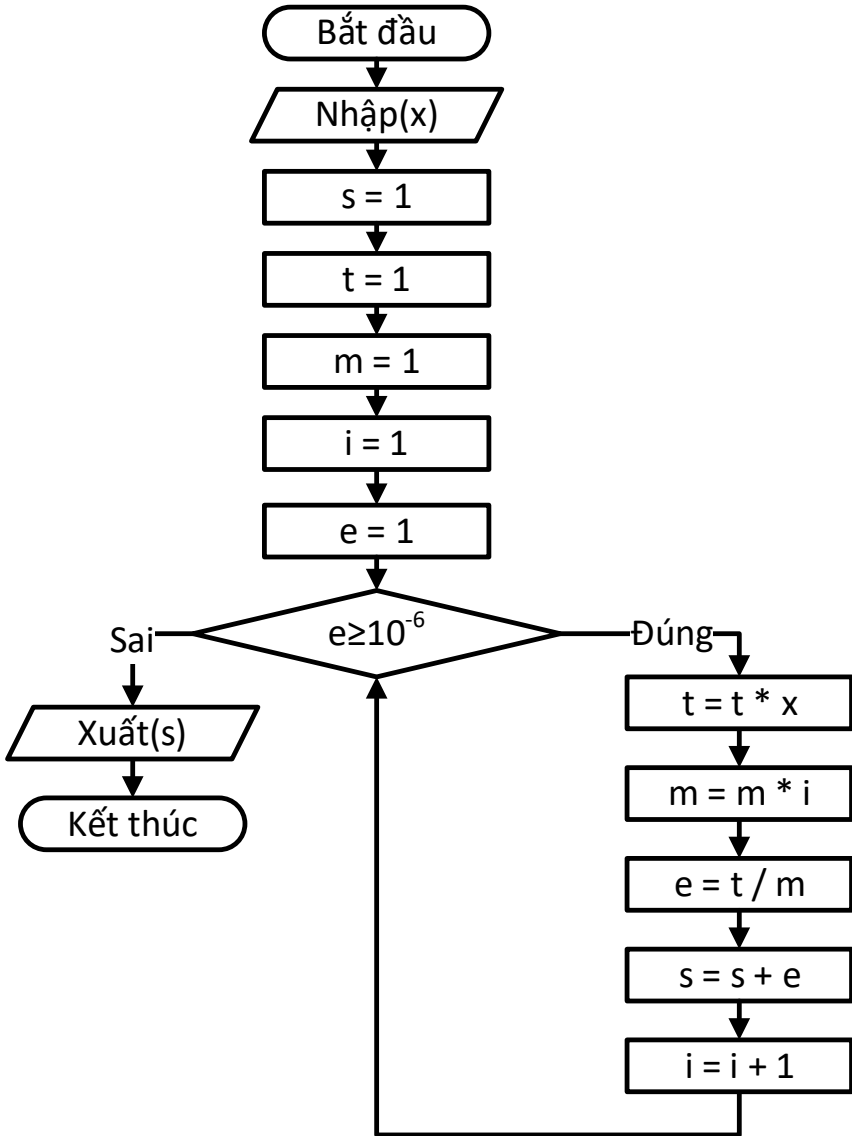 Bắt đầu
Nhập(x)
s = 1
t = 1
m = 1
i = 1
e = 1
e≥10⁻⁶
Sai
Đúng
Xuất(s)
Kết thúc
t = t * x
m = m * i
e = t / m
s = s + e
i = i + 1